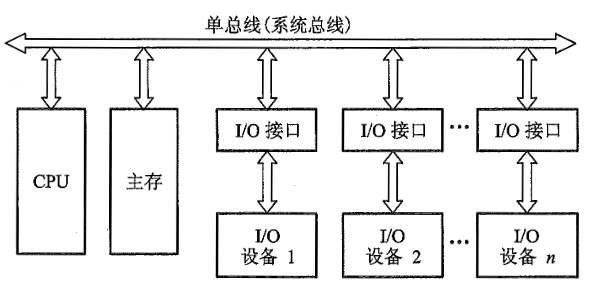 单总线(系统总线)
CPU
主存
I/O 接口
I/O 接口
…
I/O 接口
I/O
设备 1
I/O
设备 2
…
I/O
设备 n